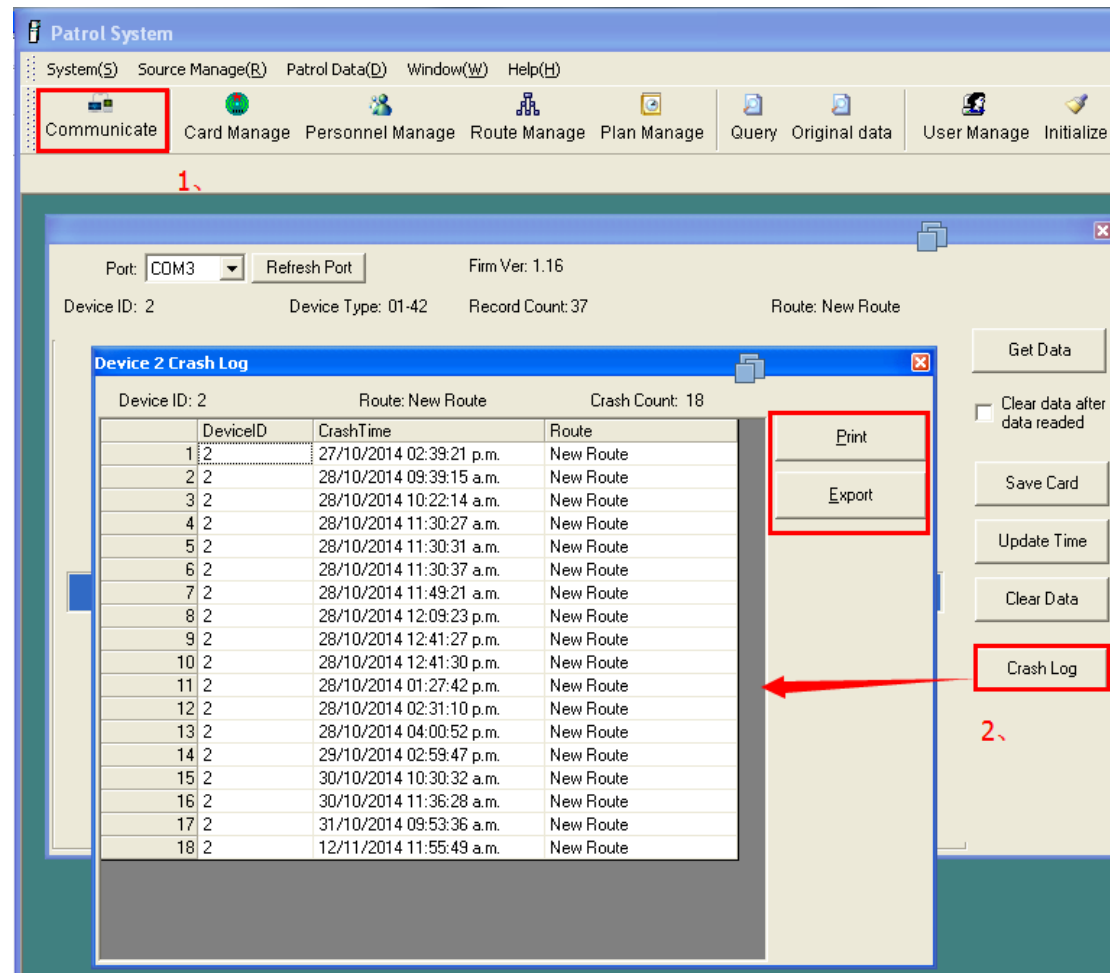 Patrol System
System(S) Source Manage(R) Patrol Data(D) Window(W) Help(H)
Communicate Card Manage Personnel Manage Route Manage Plan Manage Query Original data User Manage Initialize
1、
Port: COM3 Refresh Port Firm Ver: 1.16
Device ID: 2 Device Type: 01-42 Record Count: 37 Route: New Route
Get Data
Clear data after
data readed
Save Card
Update Time
Clear Data
Crash Log
2、
Device 2 Crash Log
Device ID: 2 Route: New Route Crash Count: 18
Print
Export
DeviceID CrashTime Route
1 2 27/10/2014 02:39:21 p.m. New Route
2 2 28/10/2014 09:39:15 a.m. New Route
3 2 28/10/2014 10:22:14 a.m. New Route
4 2 28/10/2014 11:30:27 a.m. New Route
5 2 28/10/2014 11:30:31 a.m. New Route
6 2 28/10/2014 11:30:37 a.m. New Route
7 2 28/10/2014 11:49:21 a.m. New Route
8 2 28/10/2014 12:09:23 p.m. New Route
9 2 28/10/2014 12:41:27 p.m. New Route
10 2 28/10/2014 12:41:30 p.m. New Route
11 2 28/10/2014 01:27:42 p.m. New Route
12 2 28/10/2014 02:31:10 p.m. New Route
13 2 28/10/2014 04:00:52 p.m. New Route
14 2 29/10/2014 02:59:47 p.m. New Route
15 2 30/10/2014 10:30:32 a.m. New Route
16 2 30/10/2014 11:36:28 a.m. New Route
17 2 31/10/2014 09:53:36 a.m. New Route
18 2 12/11/2014 11:55:49 a.m. New Route